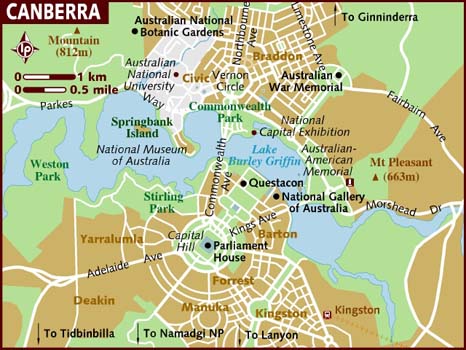 CANBERRA
To Ginninderra
Mountain
(812m)
Australian National
Botanic Gardens
Northbourne
Ave
Limestone Ave
Braddon
lp
Australian
National
University
Civic
Vernon
Circle
Australian
War Memorial
0 1 km
0 0.5 mile
Parkes
Way
Commonwealth
Park
Fairbairn Ave
Springbank
Island
National
Capital Exhibition
National Museum
of Australia
Lake
Burley Griffin
Australian-
American
Memorial
Weston
Park
Commonwealth
Ave
Mt Pleasant
(663m)
Questacon
Stirling
Park
National Gallery
of Australia
Morshead Dr
Kings Ave
Yarralumla
Capital
Hill
Barton
Parliament
House
Adelaide Ave
Forrest
Deakin
Manuka
Kingston
Kingston
To Tidbinbilla
To Namadgi NP
To Lanyon